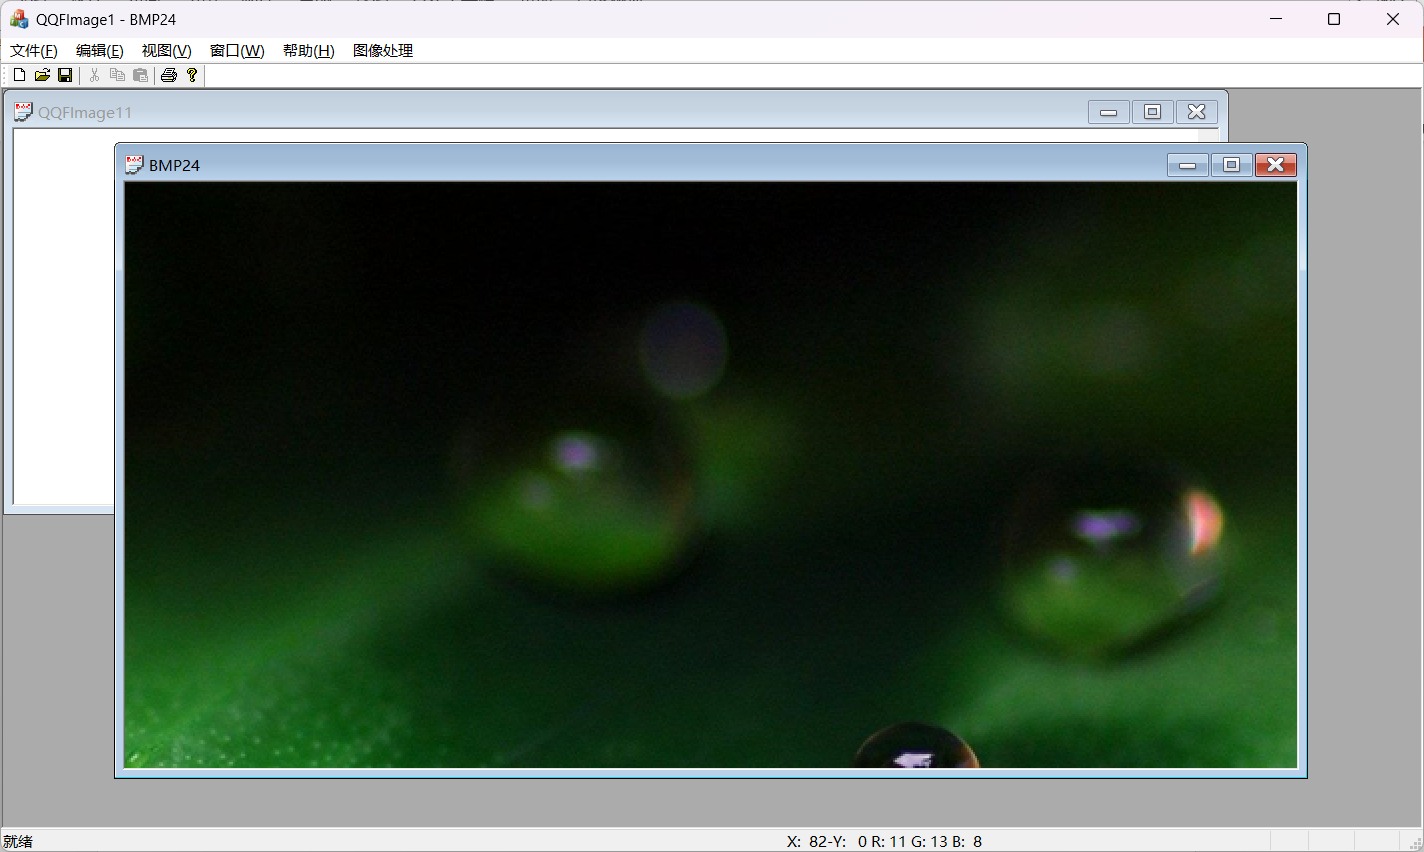 QQFImage1 - BMP24
文件(F) 编辑(E) 视图(V) 窗口(W) 帮助(H) 图像处理
QQFImage11
BMP24
就绪
X: 82-Y: 0 R: 11 G: 13 B: 8